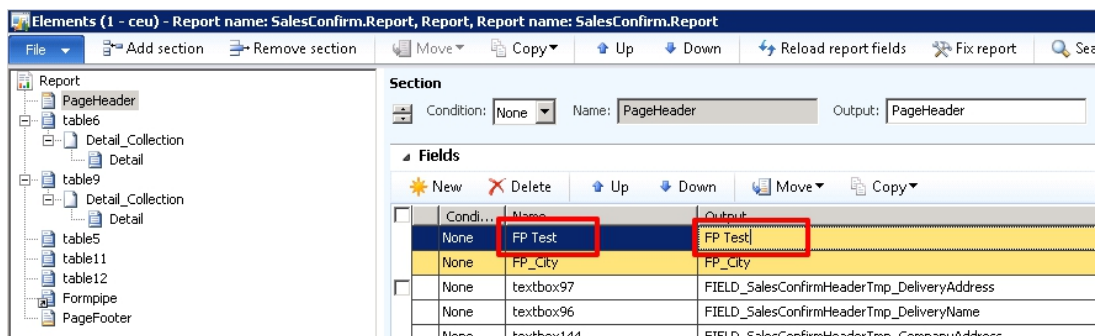 Elements (1 - ceu) - Report name: SalesConfirm.Report, Report, Report name: SalesConfirm.Report
File Add section Remove section Move Copy Up Down Reload report fields Fix report Sea
Report
PageHeader
table6
Detail_Collection
Detail
table9
Detail_Collection
Detail
table5
table11
table12
Formpipe
PageFooter
Section
Condition: None Name: PageHeader Output: PageHeader
Fields
New Delete Up Down Move Copy
Condi... Name Output
None FP Test FP Test
None FP_City FP_City
None textbox97 FIELD_SalesConfirmHeaderTmp_DeliveryAddress
None textbox96 FIELD_SalesConfirmHeaderTmp_DeliveryName
None textbox144 FIELD_SalesConfirmHeaderTmp_CompanyAddress